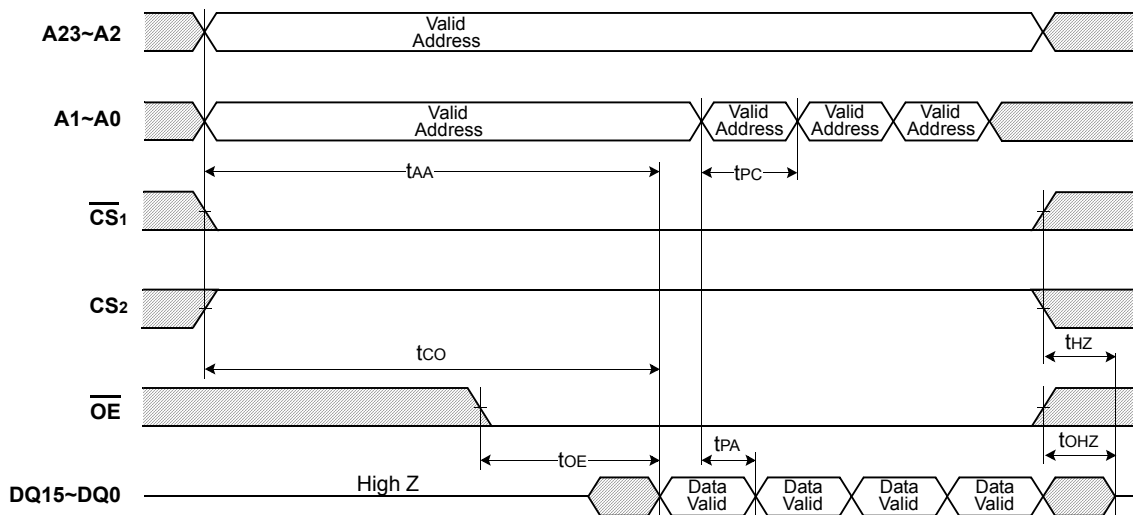 A23~A2
Valid
Address
A1~A0
Valid
Address
Valid
Address
Valid
Address
Valid
Address
tAA
tPC
CS1
CS2
tCO
tHZ
OE
tOE
tPA
tOHZ
DQ15~DQ0
High Z
Data
Valid
Data
Valid
Data
Valid
Data
Valid